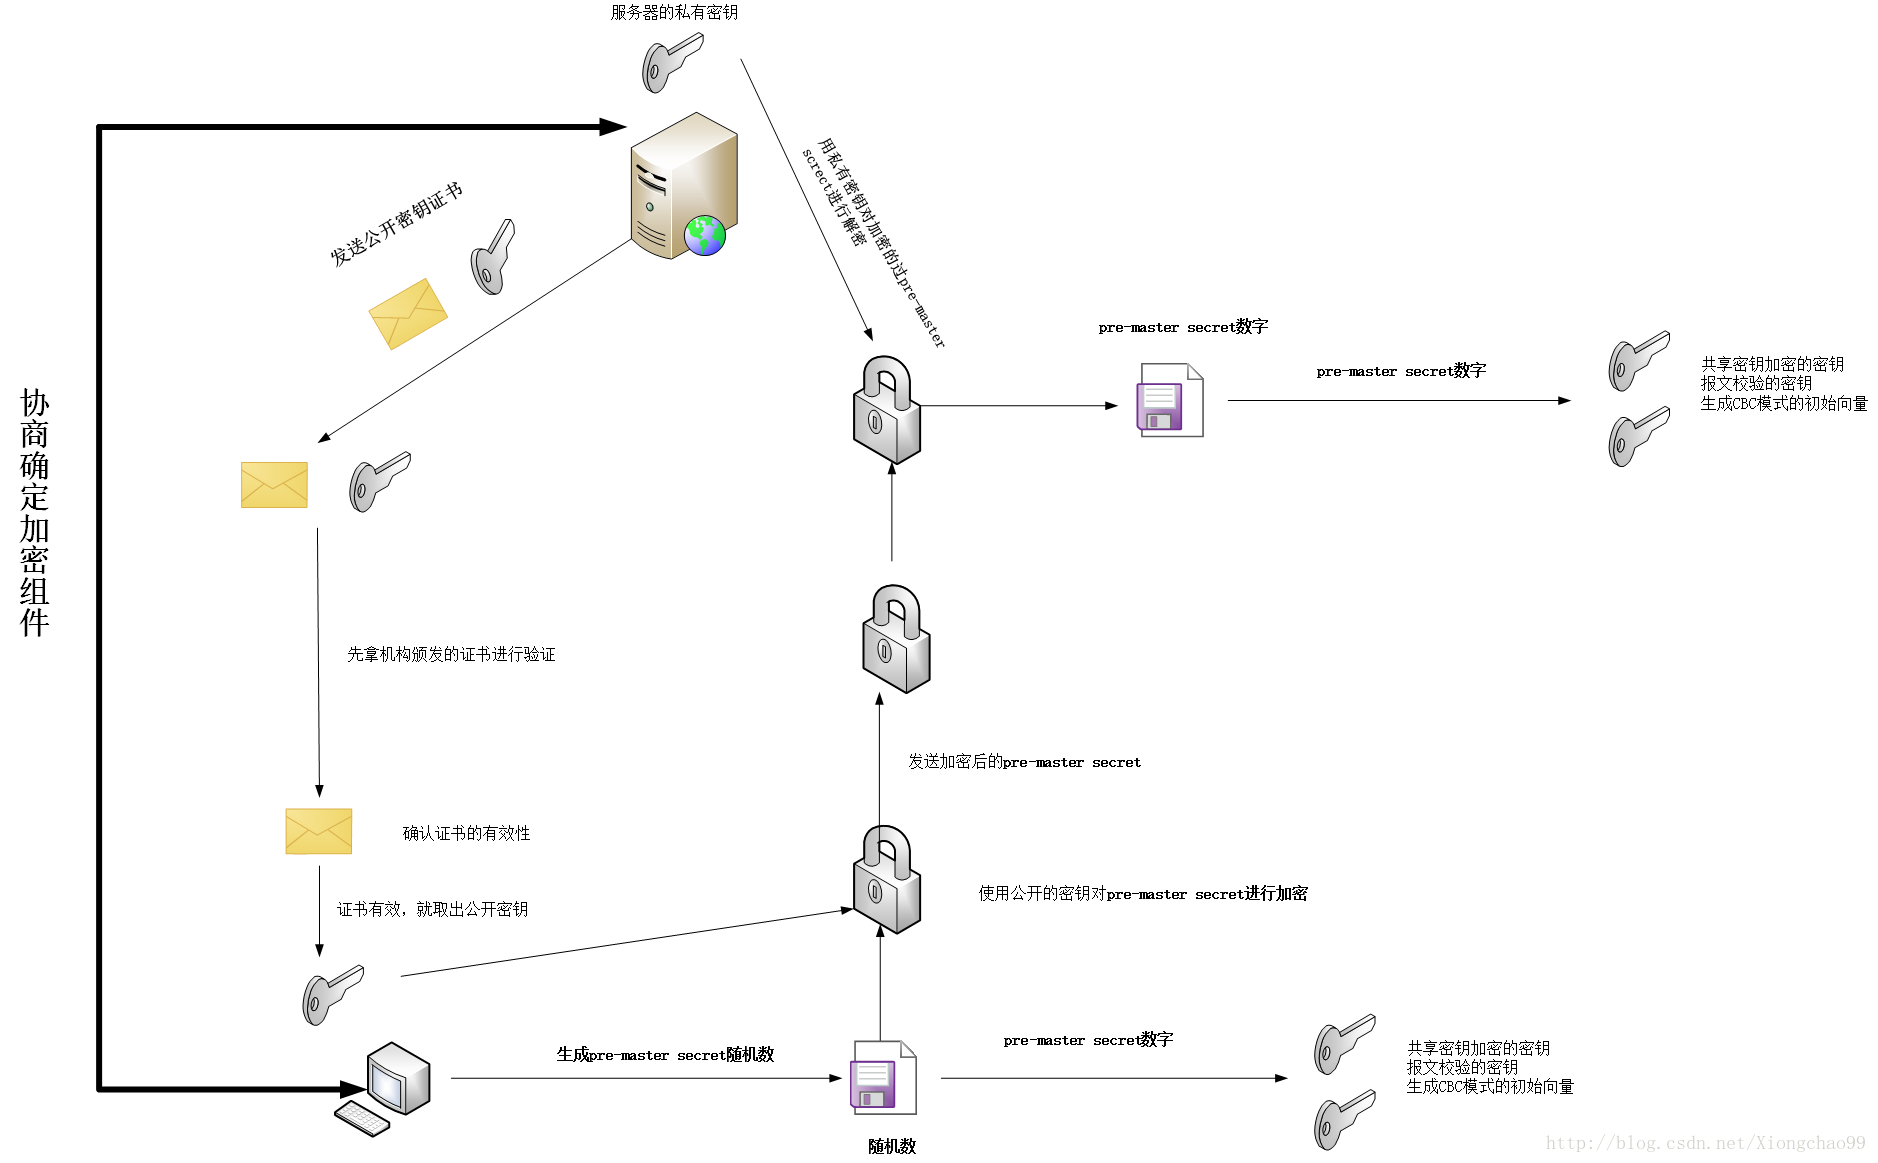 服务器的私有密钥
用私有密钥对加密的过pre-master
screct进行解密
发送公开密钥证书
pre-master secret数字
pre-master secret数字
共享密钥加密的密钥
报文校验的密钥
生成CBC模式的初始向量
协商确定加密组件
先拿机构颁发的证书进行验证
发送加密后的pre-master secret
确认证书的有效性
使用公开的密钥对pre-master secret进行加密
证书有效，就取出公开密钥
生成pre-master secret随机数
pre-master secret数字
共享密钥加密的密钥
报文校验的密钥
生成CBC模式的初始向量
随机数
http://blog.csdn.net/Xiongchao99